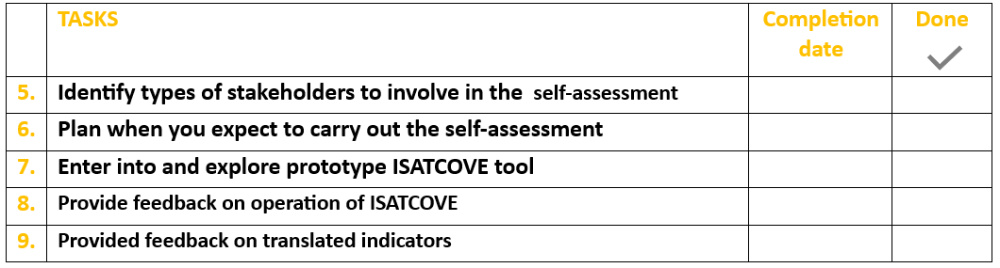 TASKS Completion date Done
5. Identify types of stakeholders to involve in the self-assessment
6. Plan when you expect to carry out the self-assessment
7. Enter into and explore prototype ISATCOVE tool
8. Provide feedback on operation of ISATCOVE
9. Provided feedback on translated indicators